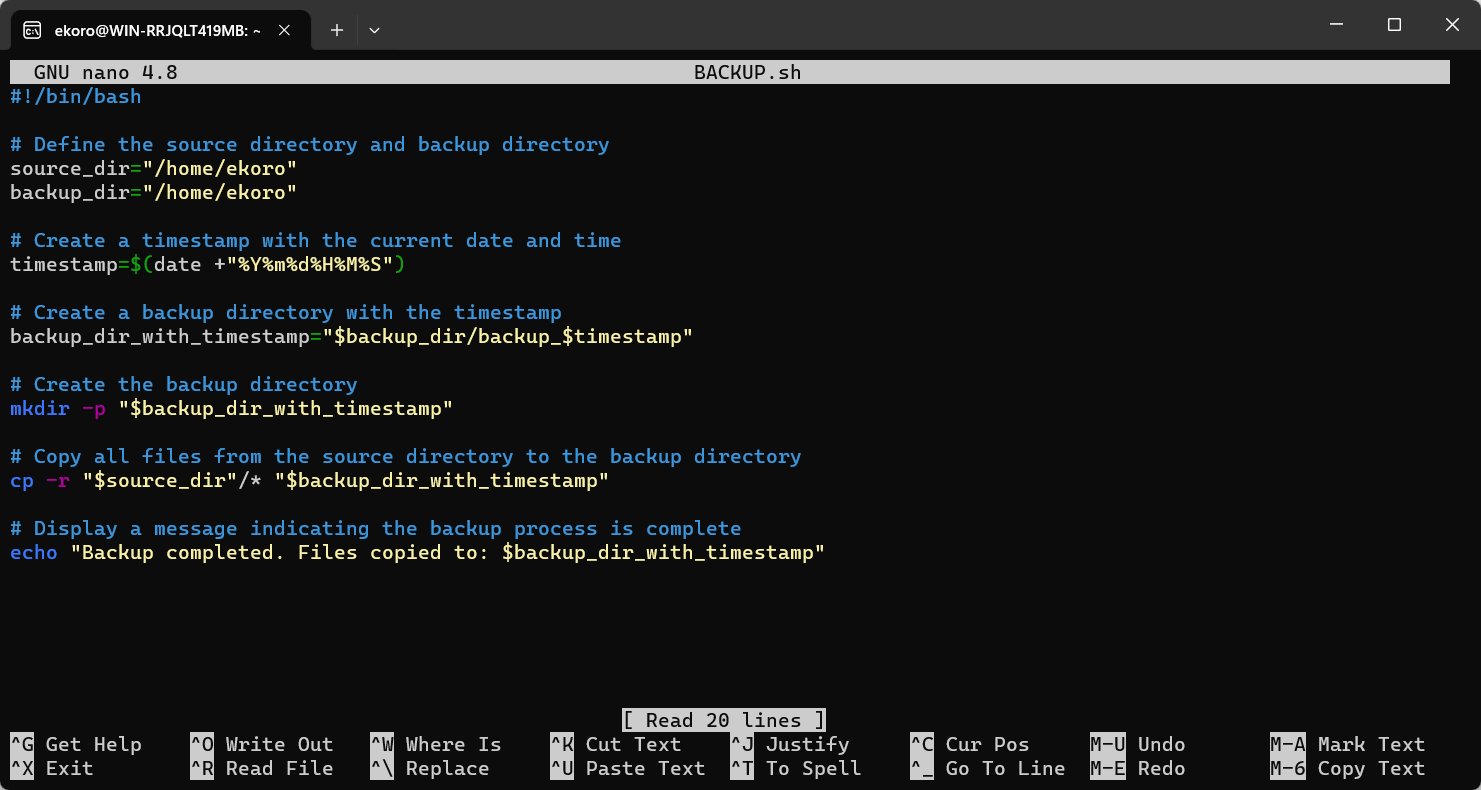 ekoro@WIN-RRJQLT419MB: ~
GNU nano 4.8 BACKUP.sh
#!/bin/bash
# Define the source directory and backup directory
source_dir="/home/ekoro"
backup_dir="/home/ekoro"
# Create a timestamp with the current date and time
timestamp=$(date +"%Y%m%d%H%M%S")
# Create a backup directory with the timestamp
backup_dir_with_timestamp="$backup_dir/backup_$timestamp"
# Create the backup directory
mkdir -p "$backup_dir_with_timestamp"
# Copy all files from the source directory to the backup directory
cp -r "$source_dir"/* "$backup_dir_with_timestamp"
# Display a message indicating the backup process is complete
echo "Backup completed. Files copied to: $backup_dir_with_timestamp"
[ Read 20 lines ]
^G Get Help ^O Write Out ^W Where Is ^K Cut Text ^J Justify ^C Cur Pos M-U Undo M-A Mark Text
^X Exit ^R Read File ^\ Replace ^U Paste Text ^T To Spell ^_ Go To Line M-E Redo M-6 Copy Text